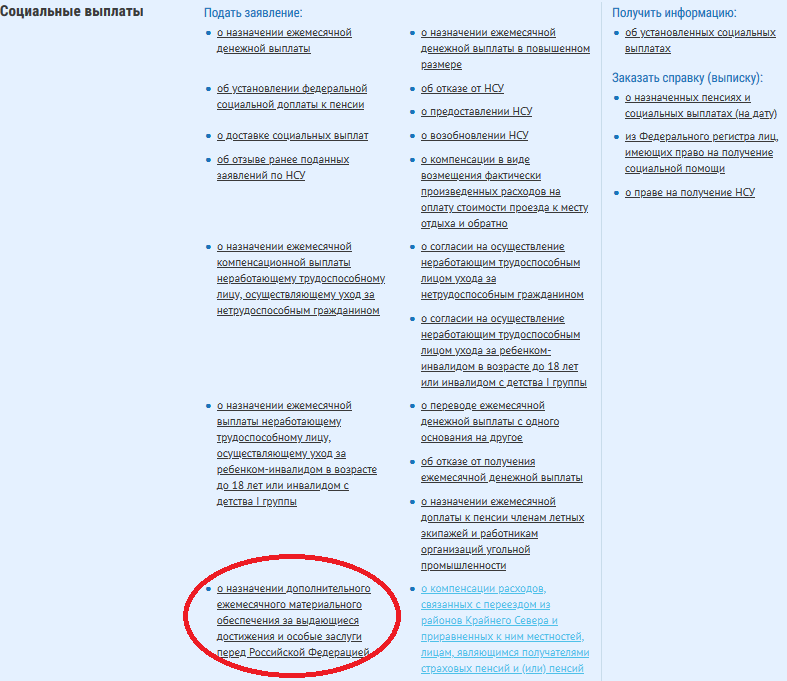 Социальные выплаты
Подать заявление:
о назначении ежемесячной
денежной выплаты
об установлении федеральной
социальной доплаты к пенсии
о доставке социальных выплат
об отзыве ранее поданных
заявлений по НСУ
о назначении ежемесячной
компенсационной выплаты
неработающему трудоспособному
лицу, осуществляющему уход за
нетрудоспособным гражданином
о назначении ежемесячной
выплаты неработающему
трудоспособному лицу,
осуществляющему уход за
ребенком-инвалидом в возрасте
до 18 лет или инвалидом с
детства I группы
о назначении дополнительного
ежемесячного материального
обеспечения за выдающиеся
достижения и особые заслуги
перед Российской Федерацией
о назначении ежемесячной
денежной выплаты в повышенном
размере
об отказе от НСУ
о предоставлении НСУ
о возобновлении НСУ
о компенсации в виде
возмещения фактически
произведенных расходов на
оплату стоимости проезда к месту
отдыха и обратно
о согласии на осуществление
неработающим трудоспособным
лицом ухода за
нетрудоспособным гражданином
о согласии на осуществление
неработающим трудоспособным
лицом ухода за ребенком-
инвалидом в возрасте до 18 лет
или инвалидом с детства I группы
о переводе ежемесячной
денежной выплаты с одного
основания на другое
об отказе от получения
ежемесячной денежной выплаты
о назначении ежемесячной
доплаты к пенсии членам летных
экипажей и работникам
организаций угольной
промышленности
о компенсации расходов,
связанных с переездом из
районов Крайнего Севера и
приравненных к ним местностей,
лицам, являющимся получателями
страховых пенсий и (или) пенсий
Получить информацию:
об установленных социальных
выплатах
Заказать справку (выписку):
о назначенных пенсиях и
социальных выплатах (на дату)
из Федерального регистра лиц,
имеющих право на получение
социальной помощи
о праве на получение НСУ